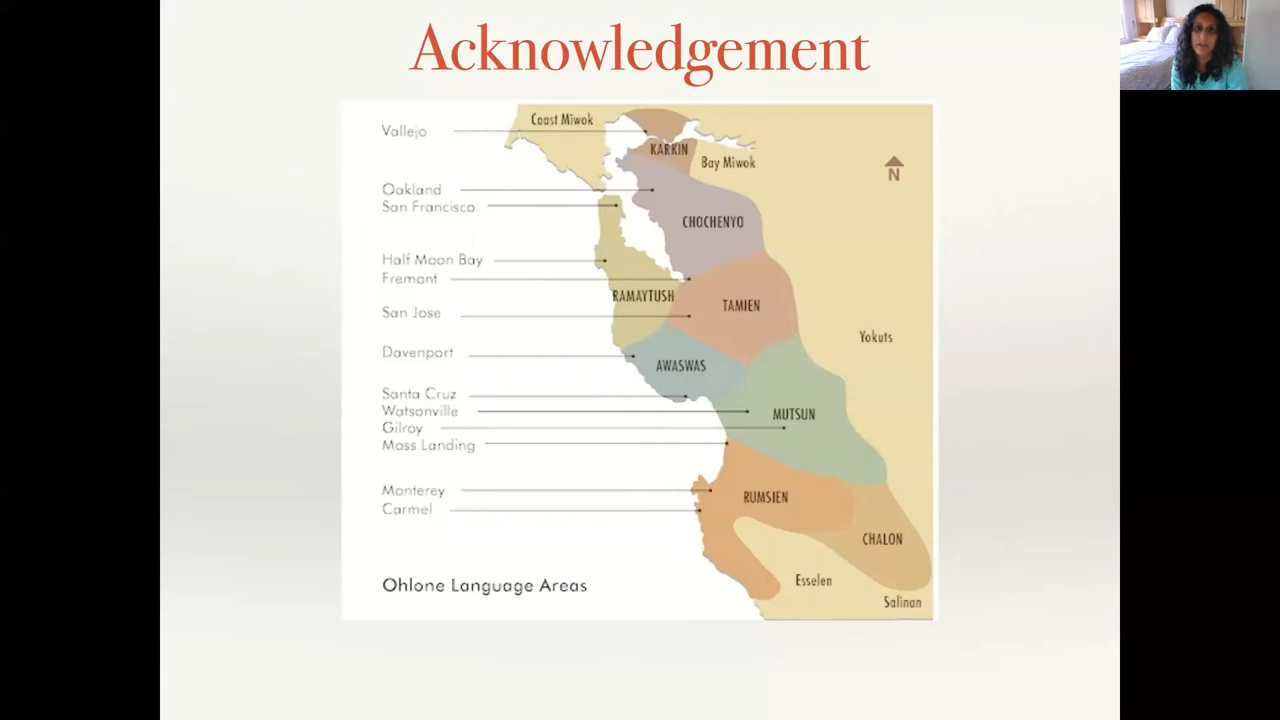 Acknowledgement
Vallejo
Coast Miwok
KARKIN
Bay Miwok
N
Oakland
San Francisco
CHOCHENYO
Half Moon Bay
Fremont
RAMAYTUSH
TAMIEN
San Jose
Yokuts
Davenport
AWASWAS
Santa Cruz
Watsonville
MUTSUN
Gilroy
Moss Landing
Monterey
RUMSIEN
Carmel
CHALON
Esselen
Ohlone Language Areas
Salinan